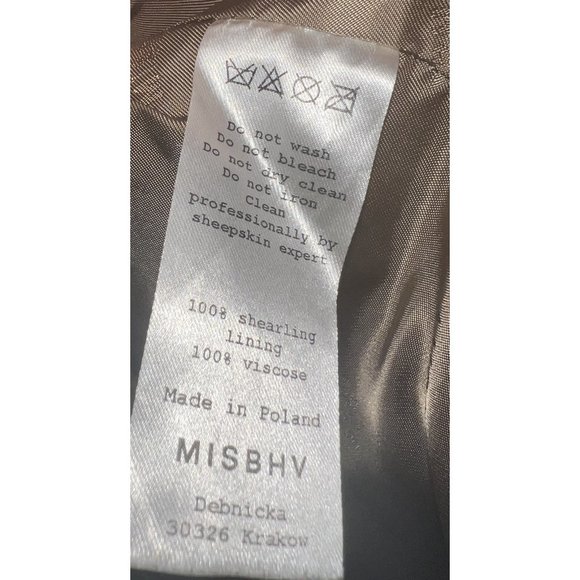 Do not wash
Do not bleach
Do not dry clean
Do not iron
Clean
professionally by
sheepskin expert
100% shearling
lining
100% viscose
Made in Poland
MISBHV
Debnicka
30326 Krakow